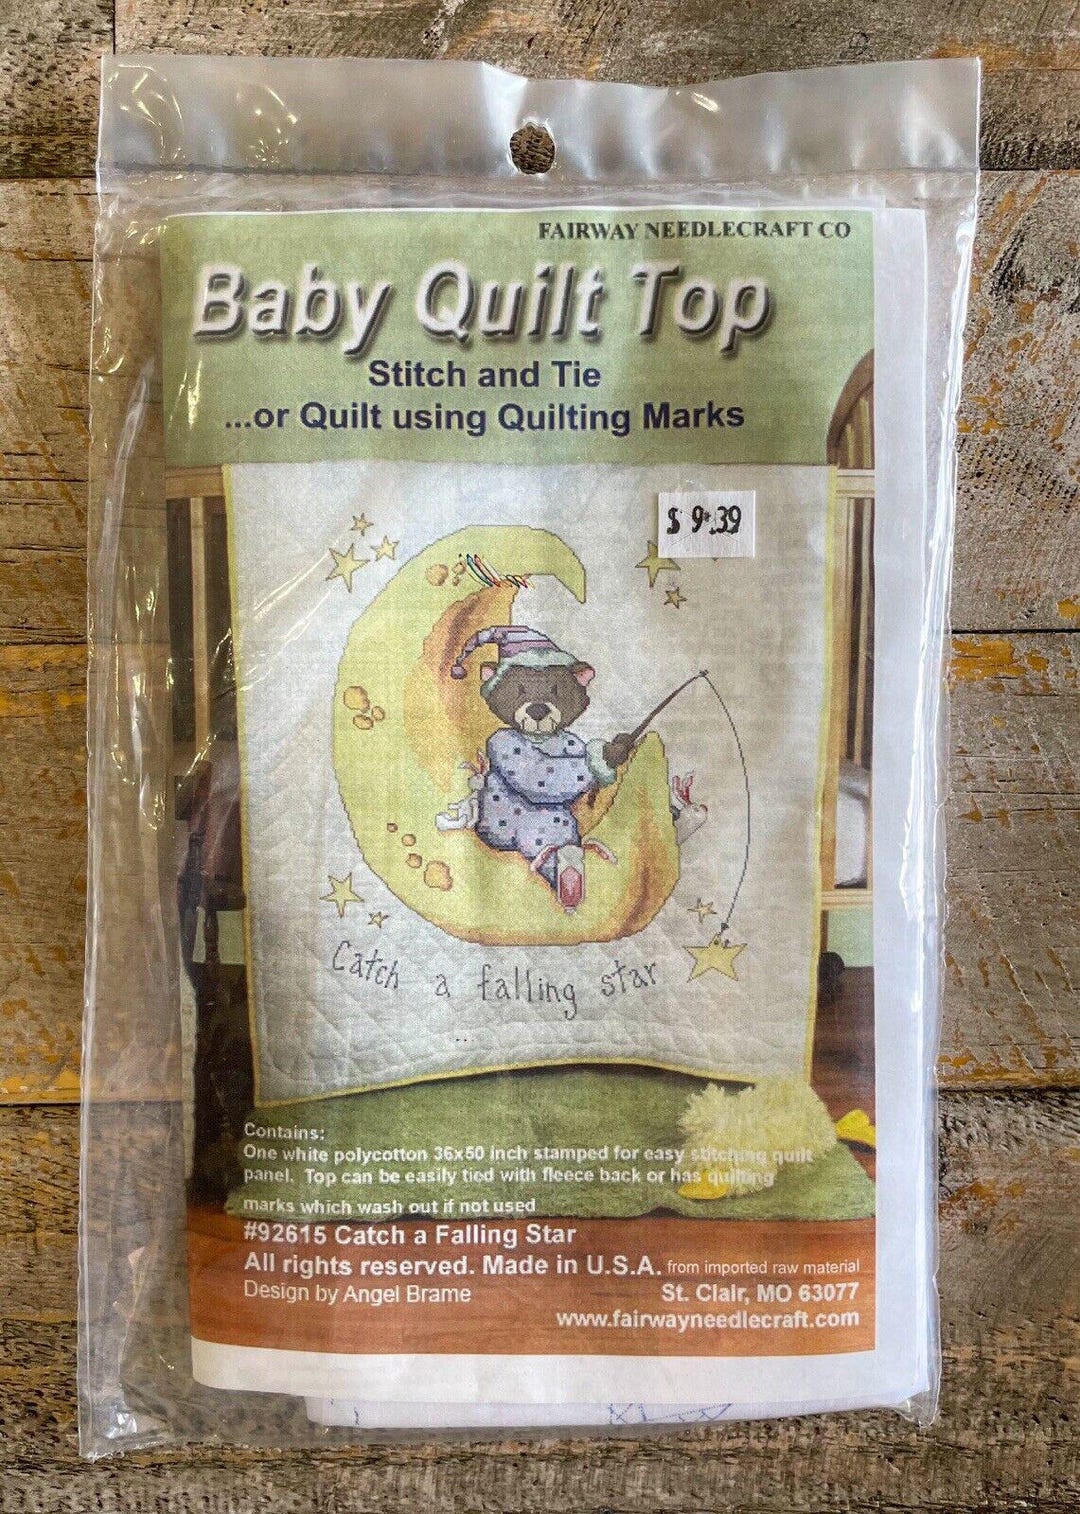 FAIRWAY NEEDLECRAFT CO
Baby Quilt Top
Stitch and Tie
...or Quilt using Quilting Marks
$ 9.39
Catch a falling star
...
Contains:
One white polycotton 36x50 inch stamped for easy stitching quilt
panel. Top can be easily tied with fleece back or has quilting
marks which wash out if not used
#92615 Catch a Falling Star
All rights reserved. Made in U.S.A. from imported raw material
Design by Angel Brame
St. Clair, MO 63077
www.fairwayneedlecraft.com